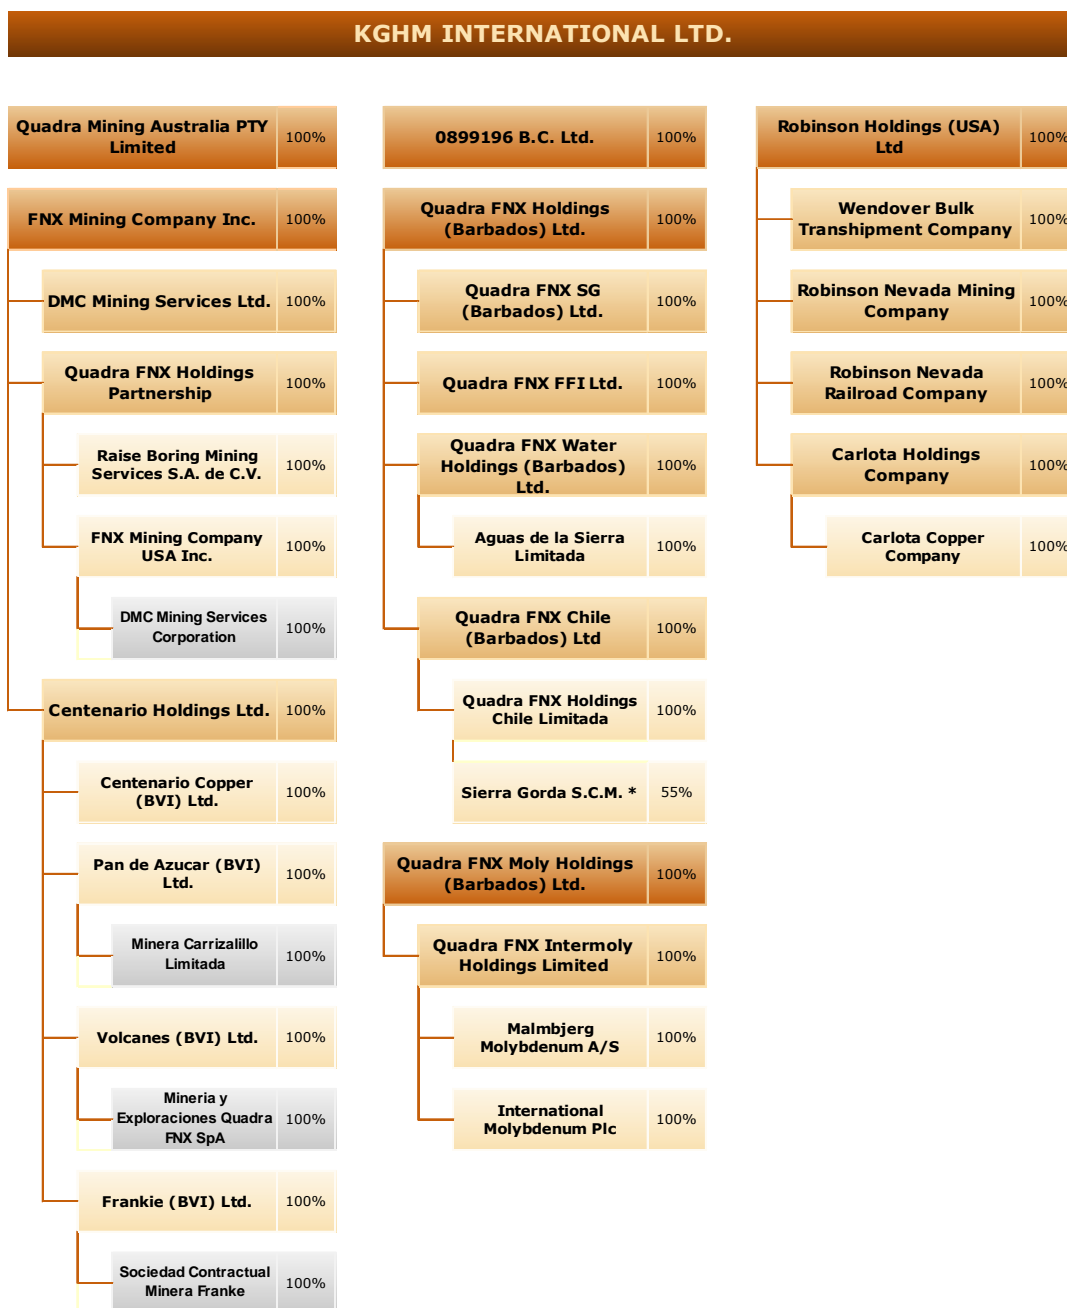 KGHM INTERNATIONAL LTD.
Quadra Mining Australia PTY
Limited
100%
FNX Mining Company Inc.
100%
DMC Mining Services Ltd.
100%
Quadra FNX Holdings
Partnership
100%
Raise Boring Mining
Services S.A. de C.V.
100%
FNX Mining Company
USA Inc.
100%
DMC Mining Services
Corporation
100%
Centenario Holdings Ltd.
100%
Centenario Copper
(BVI) Ltd.
100%
Pan de Azucar (BVI)
Ltd.
100%
Minera Carrizalillo
Limitada
100%
Volcanes (BVI) Ltd.
100%
Mineria y
Exploraciones Quadra
FNX SpA
100%
Frankie (BVI) Ltd.
100%
Sociedad Contractual
Minera Franke
100%
0899196 B.C. Ltd.
100%
Quadra FNX Holdings
(Barbados) Ltd.
100%
Quadra FNX SG
(Barbados) Ltd.
100%
Quadra FNX FFI Ltd.
100%
Quadra FNX Water
Holdings (Barbados)
Ltd.
100%
Aguas de la Sierra
Limitada
100%
Quadra FNX Chile
(Barbados) Ltd
100%
Quadra FNX Holdings
Chile Limitada
100%
Sierra Gorda S.C.M. *
55%
Quadra FNX Moly Holdings
(Barbados) Ltd.
100%
Quadra FNX Intermoly
Holdings Limited
100%
Malmbjerg
Molybdenum A/S
100%
International
Molybdenum Plc
100%
Robinson Holdings (USA)
Ltd
100%
Wendover Bulk
Transhipment Company
100%
Robinson Nevada Mining
Company
100%
Robinson Nevada
Railroad Company
100%
Carlota Holdings
Company
100%
Carlota Copper
Company
100%